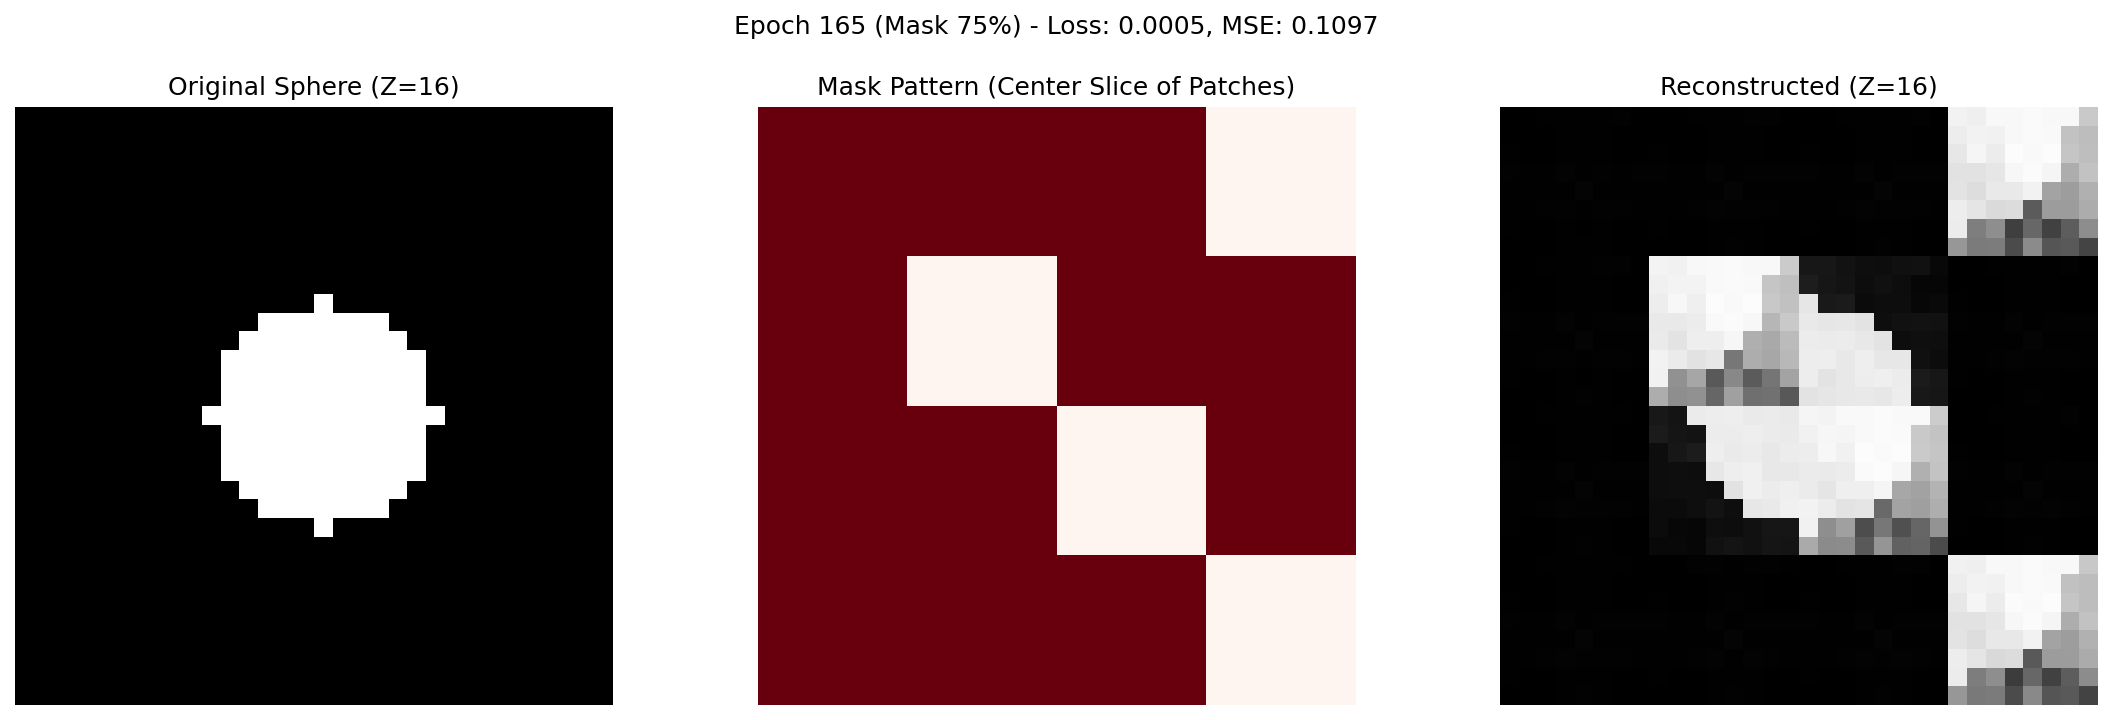 Epoch 165 (Mask 75%) - Loss: 0.0005, MSE: 0.1097
Original Sphere (Z=16)
Mask Pattern (Center Slice of Patches)
Reconstructed (Z=16)